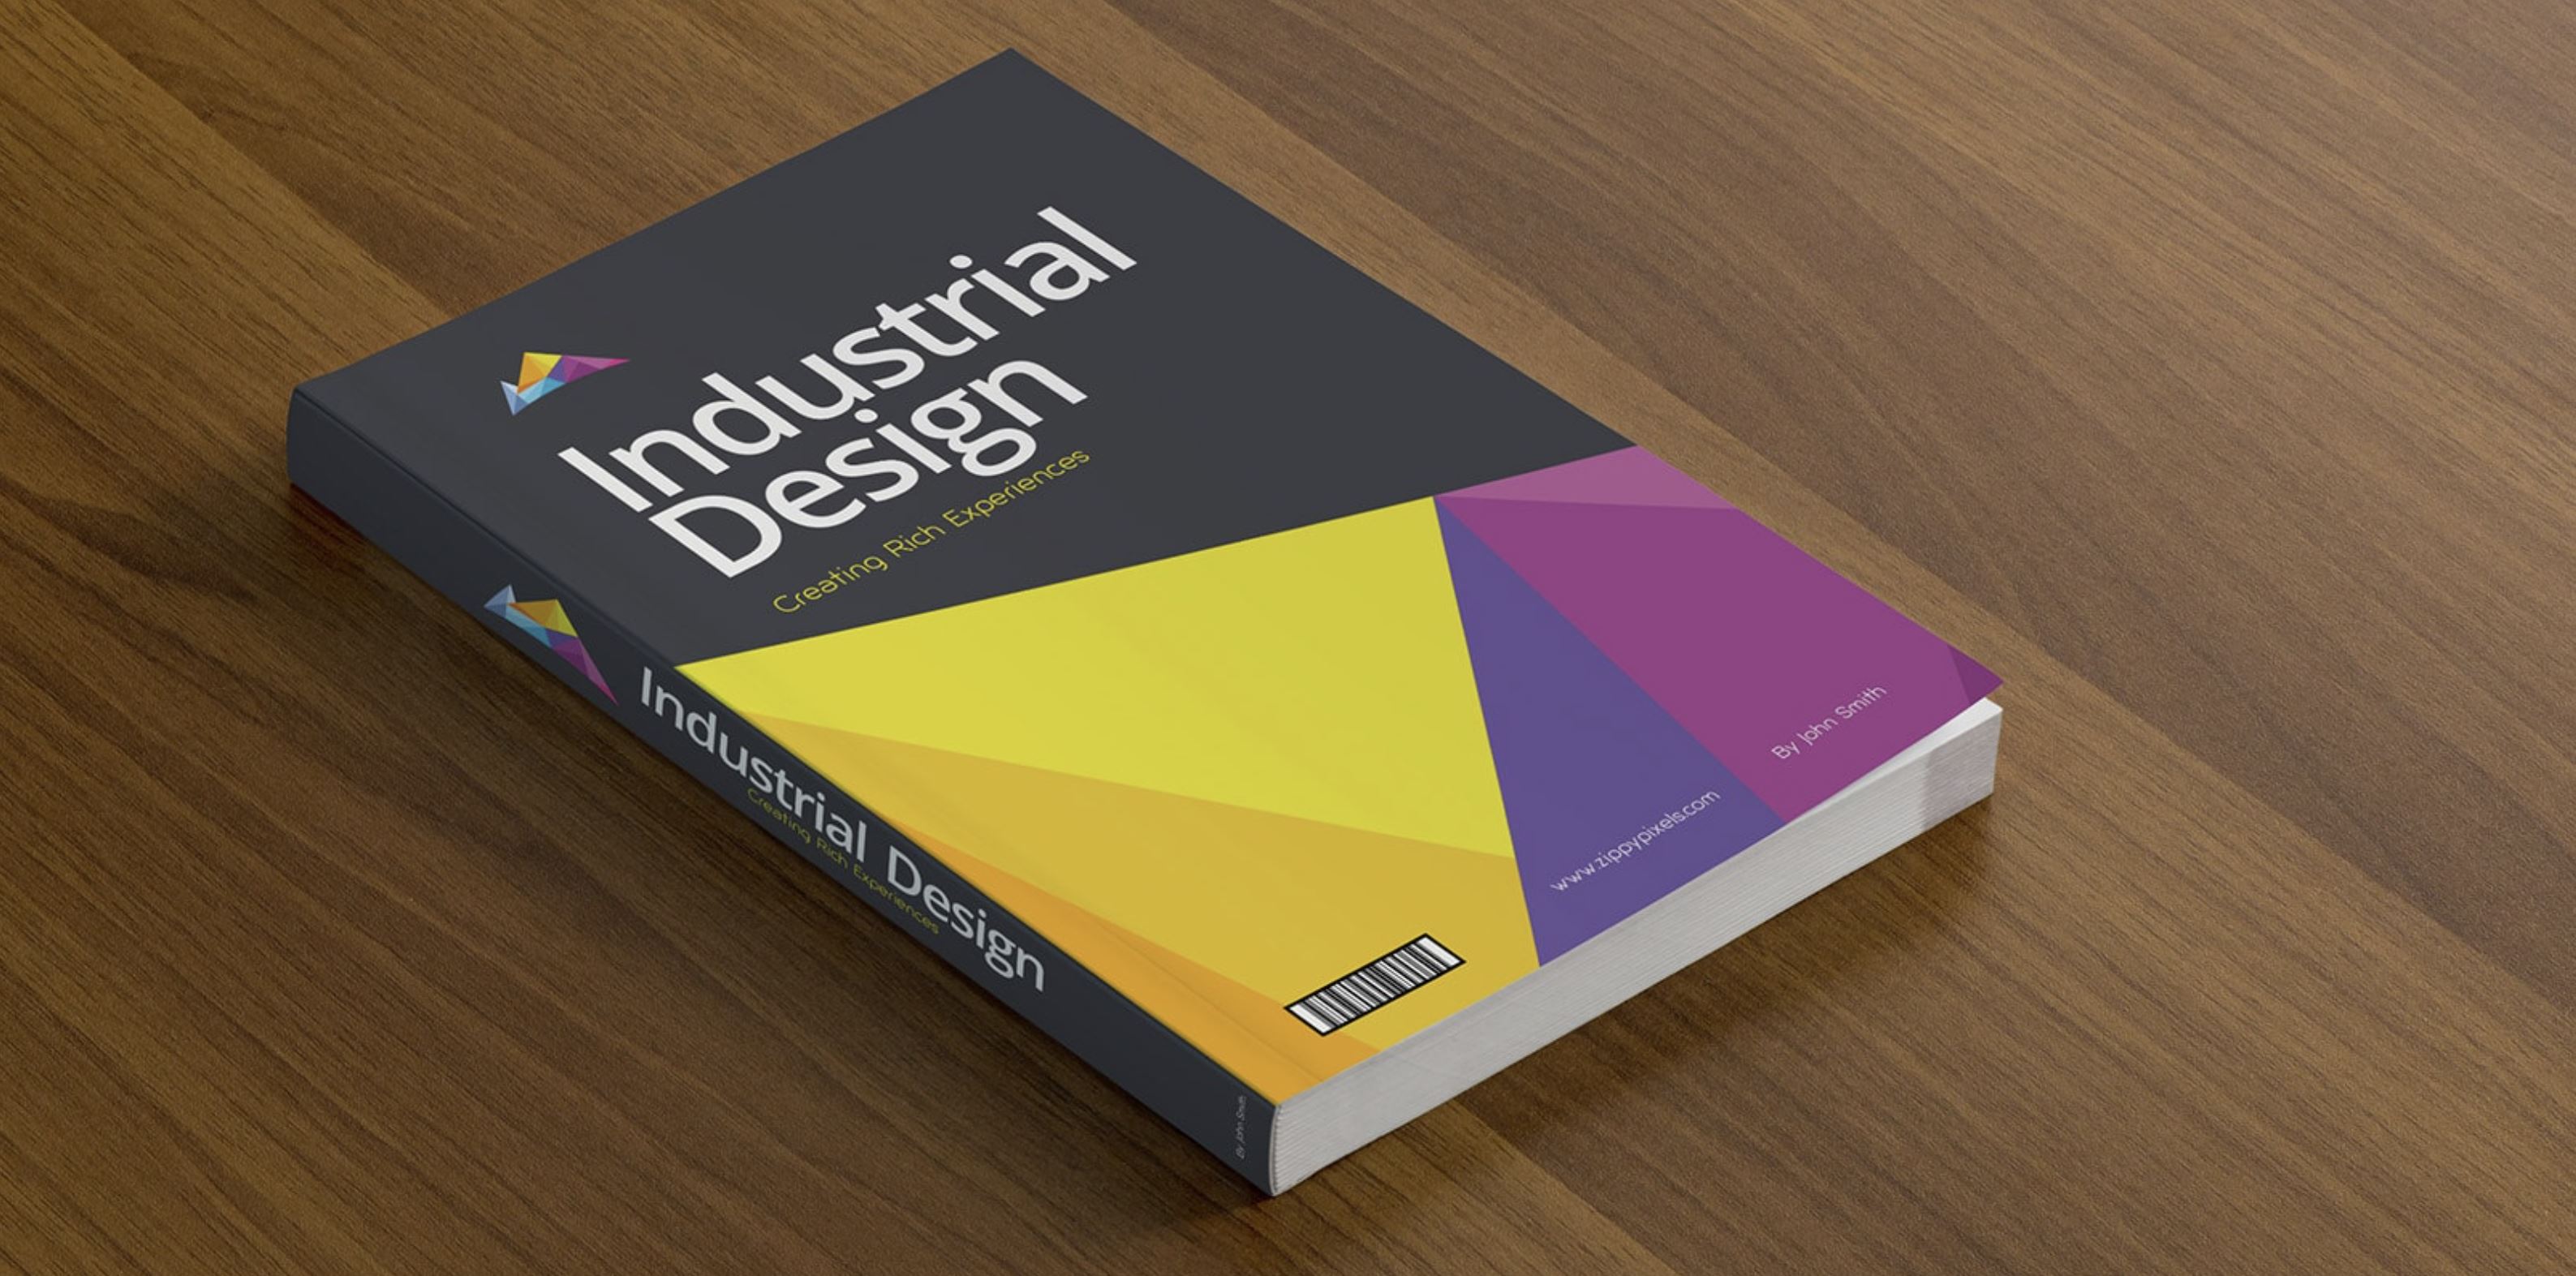 Industrial
Design
Creating Rich Experiences
By John Smith
www.zippypixels.com
Industrial Design
Creating Rich Experiences
By John Smith